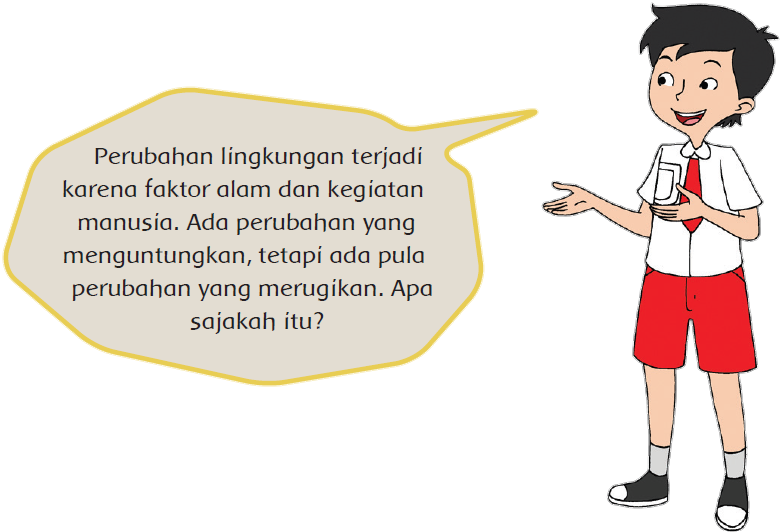 Perubahan lingkungan terjadi
karena faktor alam dan kegiatan
manusia. Ada perubahan yang
menguntungkan, tetapi ada pula
perubahan yang merugikan. Apa
sajakah itu?